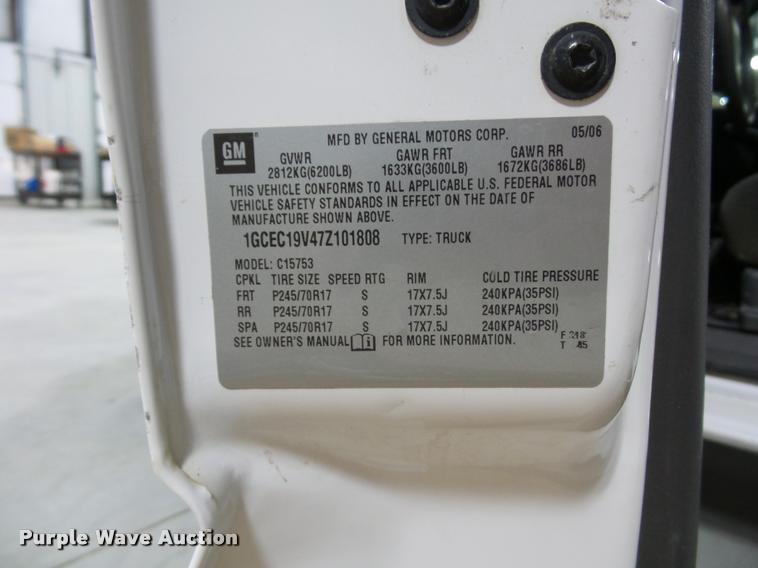 GM ® MFD BY GENERAL MOTORS CORP. 05/06
GVWR GAWR FRT GAWR RR
2812KG(6200LB) 1633KG(3600LB) 1672KG(3686LB)
THIS VEHICLE CONFORMS TO ALL APPLICABLE U.S. FEDERAL MOTOR
VEHICLE SAFETY STANDARDS IN EFFECT ON THE DATE OF
MANUFACTURE SHOWN ABOVE.
1GCEC19V47Z101808 TYPE: TRUCK
MODEL: C15753
CPKL TIRE SIZE SPEED RTG RIM COLD TIRE PRESSURE
FRT P245/70R17 S 17X7.5J 240KPA(35PSI)
RR P245/70R17 S 17X7.5J 240KPA(35PSI)
SPA P245/70R17 S 17X7.5J 240KPA(35PSI)
SEE OWNER'S MANUAL i FOR MORE INFORMATION.
F 218
T 45
Purple Wave Auction